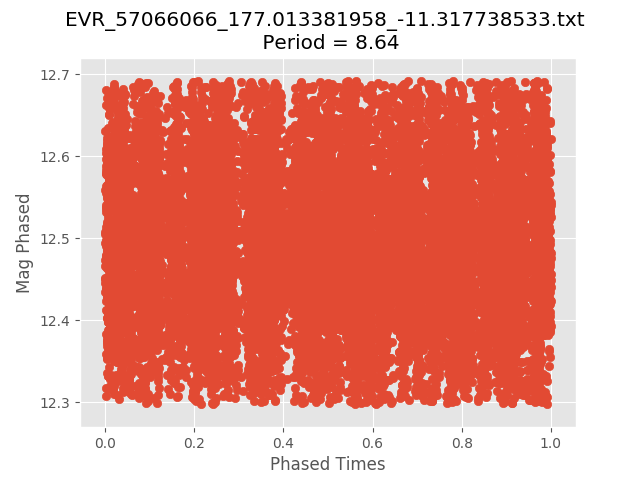 EVR_57066066_177.013381958_-11.317738533.txt
Period = 8.64
12.7
12.6
12.5
12.4
12.3
Mag Phased
0.0 0.2 0.4 0.6 0.8 1.0
Phased Times